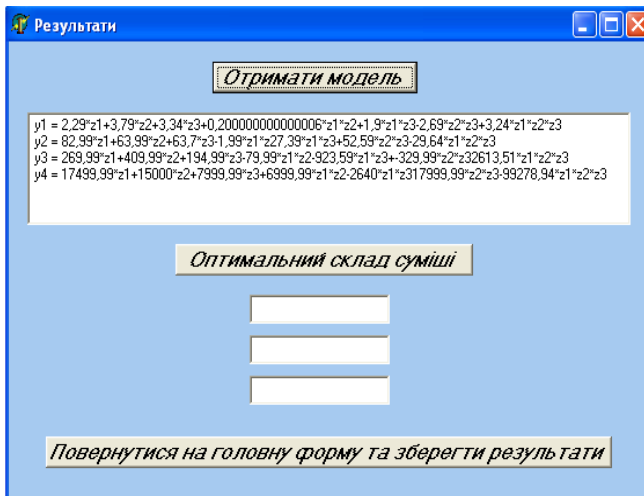 Результати
Отримати модель
y1 = 2,29*z1+3,79*z2+3,34*z3+0,200000000000006*z1*z2+1,9*z1*z3-2,69*z2*z3+3,24*z1*z2*z3
y2 = 82,99*z1+63,99*z2+63,7*z3-1,99*z1*z27,39*z1*z3+52,59*z2*z3-29,64*z1*z2*z3
y3 = 269,99*z1+409,99*z2+194,99*z3-79,99*z1*z2-923,59*z1*z3+-329,99*z2*z32613,51*z1*z2*z3
y4 = 17499,99*z1+15000*z2+7999,99*z3+6999,99*z1*z2-2640*z1*z317999,99*z2*z3-99278,94*z1*z2*z3
Оптимальний склад суміші
Повернутися на головну форму та зберегти результати